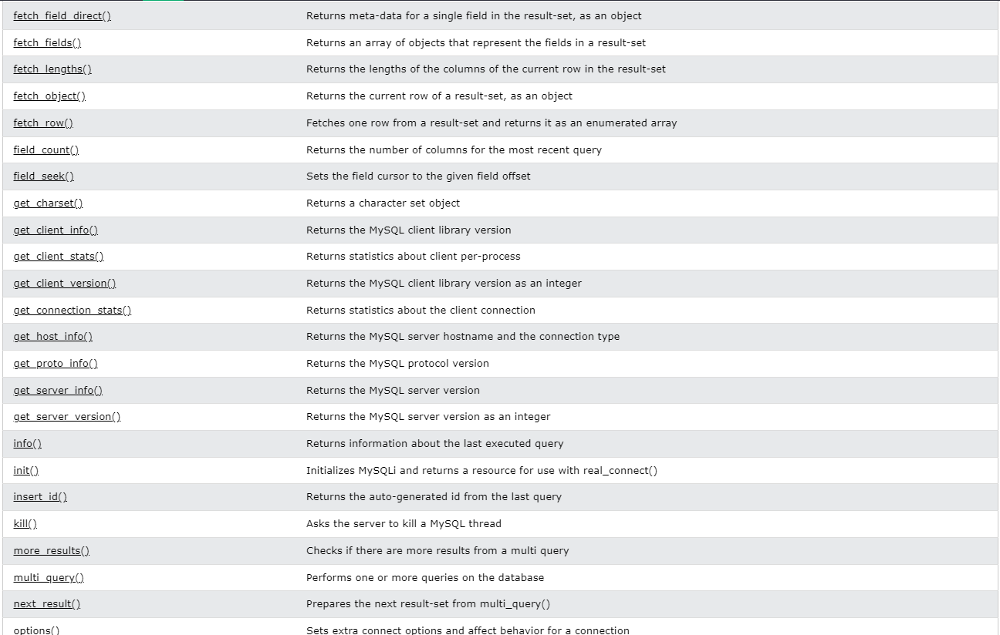 fetch_field_direct() Returns meta-data for a single field in the result-set, as an object
fetch_fields() Returns an array of objects that represent the fields in a result-set
fetch_lengths() Returns the lengths of the columns of the current row in the result-set
fetch_object() Returns the current row of a result-set, as an object
fetch_row() Fetches one row from a result-set and returns it as an enumerated array
field_count() Returns the number of columns for the most recent query
field_seek() Sets the field cursor to the given field offset
get_charset() Returns a character set object
get_client_info() Returns the MySQL client library version
get_client_stats() Returns statistics about client per-process
get_client_version() Returns the MySQL client library version as an integer
get_connection_stats() Returns statistics about the client connection
get_host_info() Returns the MySQL server hostname and the connection type
get_proto_info() Returns the MySQL protocol version
get_server_info() Returns the MySQL server version
get_server_version() Returns the MySQL server version as an integer
info() Returns information about the last executed query
init() Initializes MySQLi and returns a resource for use with real_connect()
insert_id() Returns the auto-generated id from the last query
kill() Asks the server to kill a MySQL thread
more_results() Checks if there are more results from a multi query
multi_query() Performs one or more queries on the database
next_result() Prepares the next result-set from multi_query()
options() Sets extra connect options and affect behavior for a connection